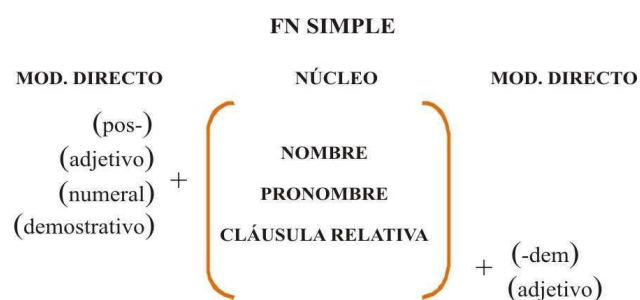 FN SIMPLE
MOD. DIRECTO NÚCLEO MOD. DIRECTO
(pos-)
(adjetivo)
(numeral)
(demostrativo)
+
NOMBRE
PRONOMBRE
CLÁUSULA RELATIVA
+
(-dem)
(adjetivo)